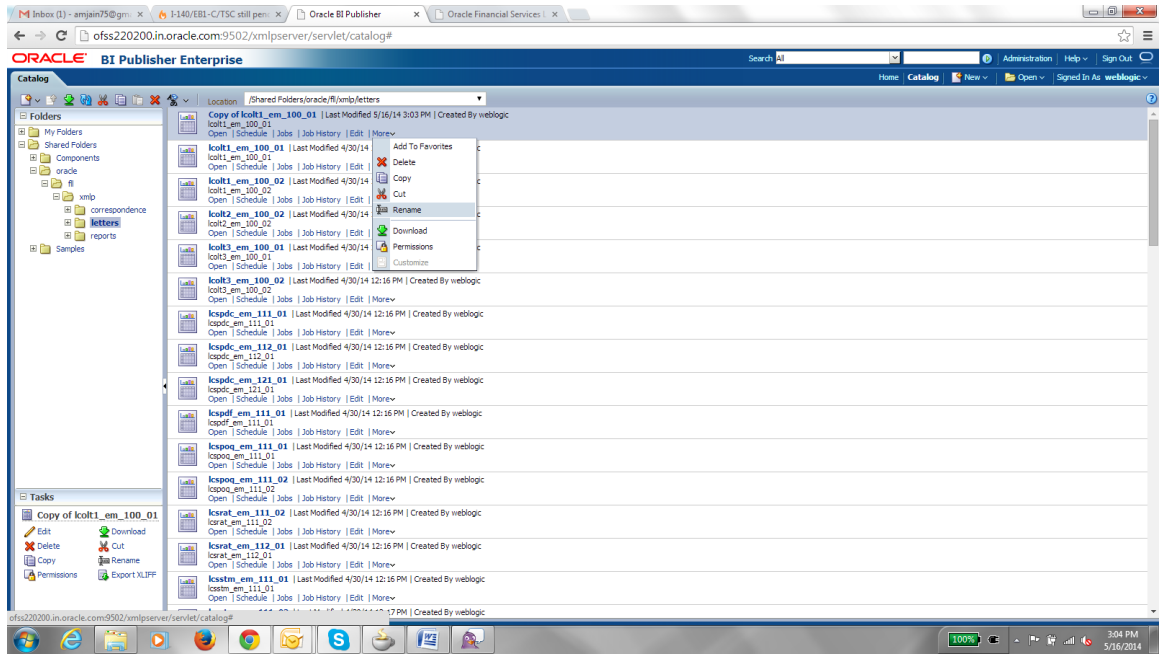 Inbox (1) - amjain75@gm
I-140/EB1-C/TSC still pen
Oracle BI Publisher
Oracle Financial Services
ofss220200.in.oracle.com:9502/xmlpserver/servlet/catalog#
ORACLE BI Publisher Enterprise
Search All
Administration | Help | Sign Out
Catalog
Home | Catalog | New | Open | Signed In As weblogic
Location /Shared Folders/oracle/fl/xmlp/letters
Folders
My Folders
Shared Folders
Components
oracle
fl
xmlp
correspondence
letters
reports
Samples
Copy of lcolt1_em_100_01 | Last Modified 5/16/14 3:03 PM | Created By weblogic
lcolt1_em_100_01
Open | Schedule | Jobs | Job History | Edit | More
lcolt1_em_100_01 | Last Modified 4/30/14 c
lcolt1_em_100_01
Open | Schedule | Jobs | Job History | Edit |
lcolt1_em_100_02 | Last Modified 4/30/14 c
lcolt1_em_100_02
Open | Schedule | Jobs | Job History | Edit |
lcolt2_em_100_02 | Last Modified 4/30/14 c
lcolt2_em_100_02
Open | Schedule | Jobs | Job History | Edit |
lcolt3_em_100_01 | Last Modified 4/30/14 c
lcolt3_em_100_01
Open | Schedule | Jobs | Job History | Edit |
Add To Favorites
Delete
Copy
Cut
Rename
Download
Permissions
Customize
lcolt3_em_100_02 | Last Modified 4/30/14 12:16 PM | Created By weblogic
lcolt3_em_100_02
Open | Schedule | Jobs | Job History | Edit | More
lcspdc_em_111_01 | Last Modified 4/30/14 12:16 PM | Created By weblogic
lcspdc_em_111_01
Open | Schedule | Jobs | Job History | Edit | More
lcspdc_em_112_01 | Last Modified 4/30/14 12:16 PM | Created By weblogic
lcspdc_em_112_01
Open | Schedule | Jobs | Job History | Edit | More
lcspdc_em_121_01 | Last Modified 4/30/14 12:16 PM | Created By weblogic
lcspdc_em_121_01
Open | Schedule | Jobs | Job History | Edit | More
lcspdf_em_111_01 | Last Modified 4/30/14 12:16 PM | Created By weblogic
lcspdf_em_111_01
Open | Schedule | Jobs | Job History | Edit | More
lcspoq_em_111_01 | Last Modified 4/30/14 12:16 PM | Created By weblogic
lcspoq_em_111_01
Open | Schedule | Jobs | Job History | Edit | More
lcspoq_em_111_02 | Last Modified 4/30/14 12:16 PM | Created By weblogic
lcspoq_em_111_02
Open | Schedule | Jobs | Job History | Edit | More
lcsrat_em_111_02 | Last Modified 4/30/14 12:16 PM | Created By weblogic
lcsrat_em_111_02
Open | Schedule | Jobs | Job History | Edit | More
lcsrat_em_112_01 | Last Modified 4/30/14 12:16 PM | Created By weblogic
lcsrat_em_112_01
Open | Schedule | Jobs | Job History | Edit | More
lcsstm_em_111_01 | Last Modified 4/30/14 12:16 PM | Created By weblogic
lcsstm_em_111_01
Open | Schedule | Jobs | Job History | Edit | More
PM | Created By weblogic
Tasks
Copy of lcolt1_em_100_01
Edit Download
Delete Cut
Copy Rename
Permissions Export XLIFF
ofss220200.in.oracle.com:9502/xmlpserver/servlet/catalog#
100%
3:04 PM
5/16/2014